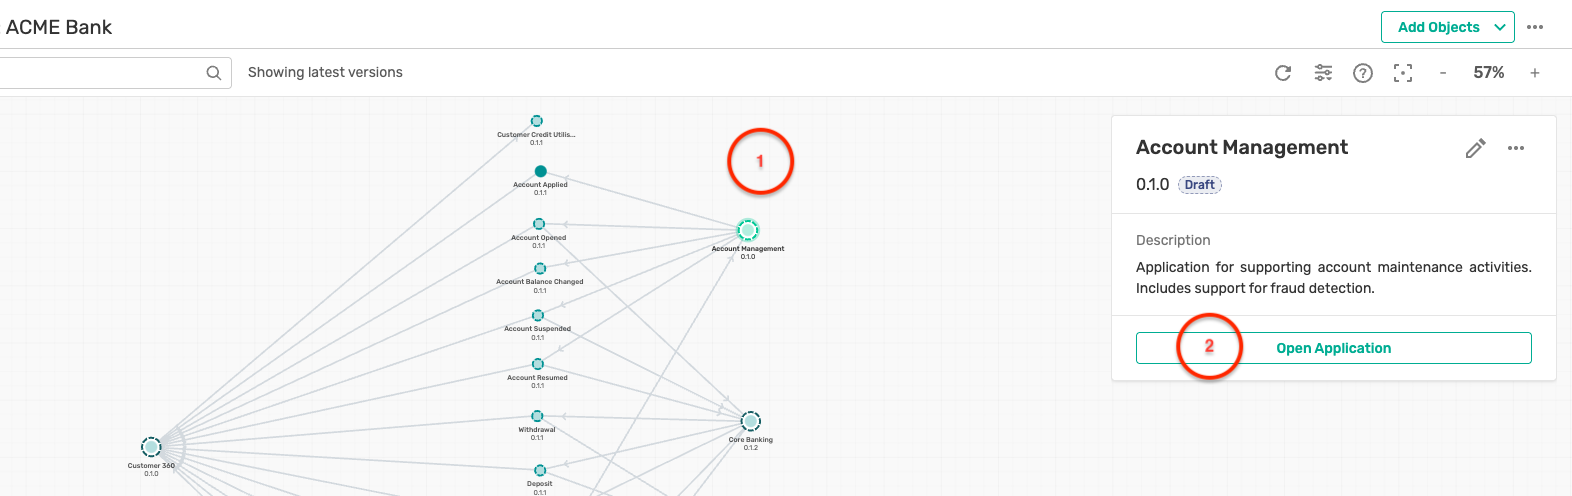 : ACME Bank
Add Objects
Showing latest versions
57%
Customer Credit Utilis...
0.1.1
1
Account Applied
0.1.1
Account Opened
0.1.1
Account Management
0.1.0
Account Balance Changed
0.1.1
Account Suspended
0.1.1
Account Resumed
0.1.1
Withdrawal
0.1.1
Core Banking
0.1.2
Customer 360
0.1.0
Deposit
0.1.1
Account Management
0.1.0 Draft
Description
Application for supporting account maintenance activities.
Includes support for fraud detection.
2
Open Application